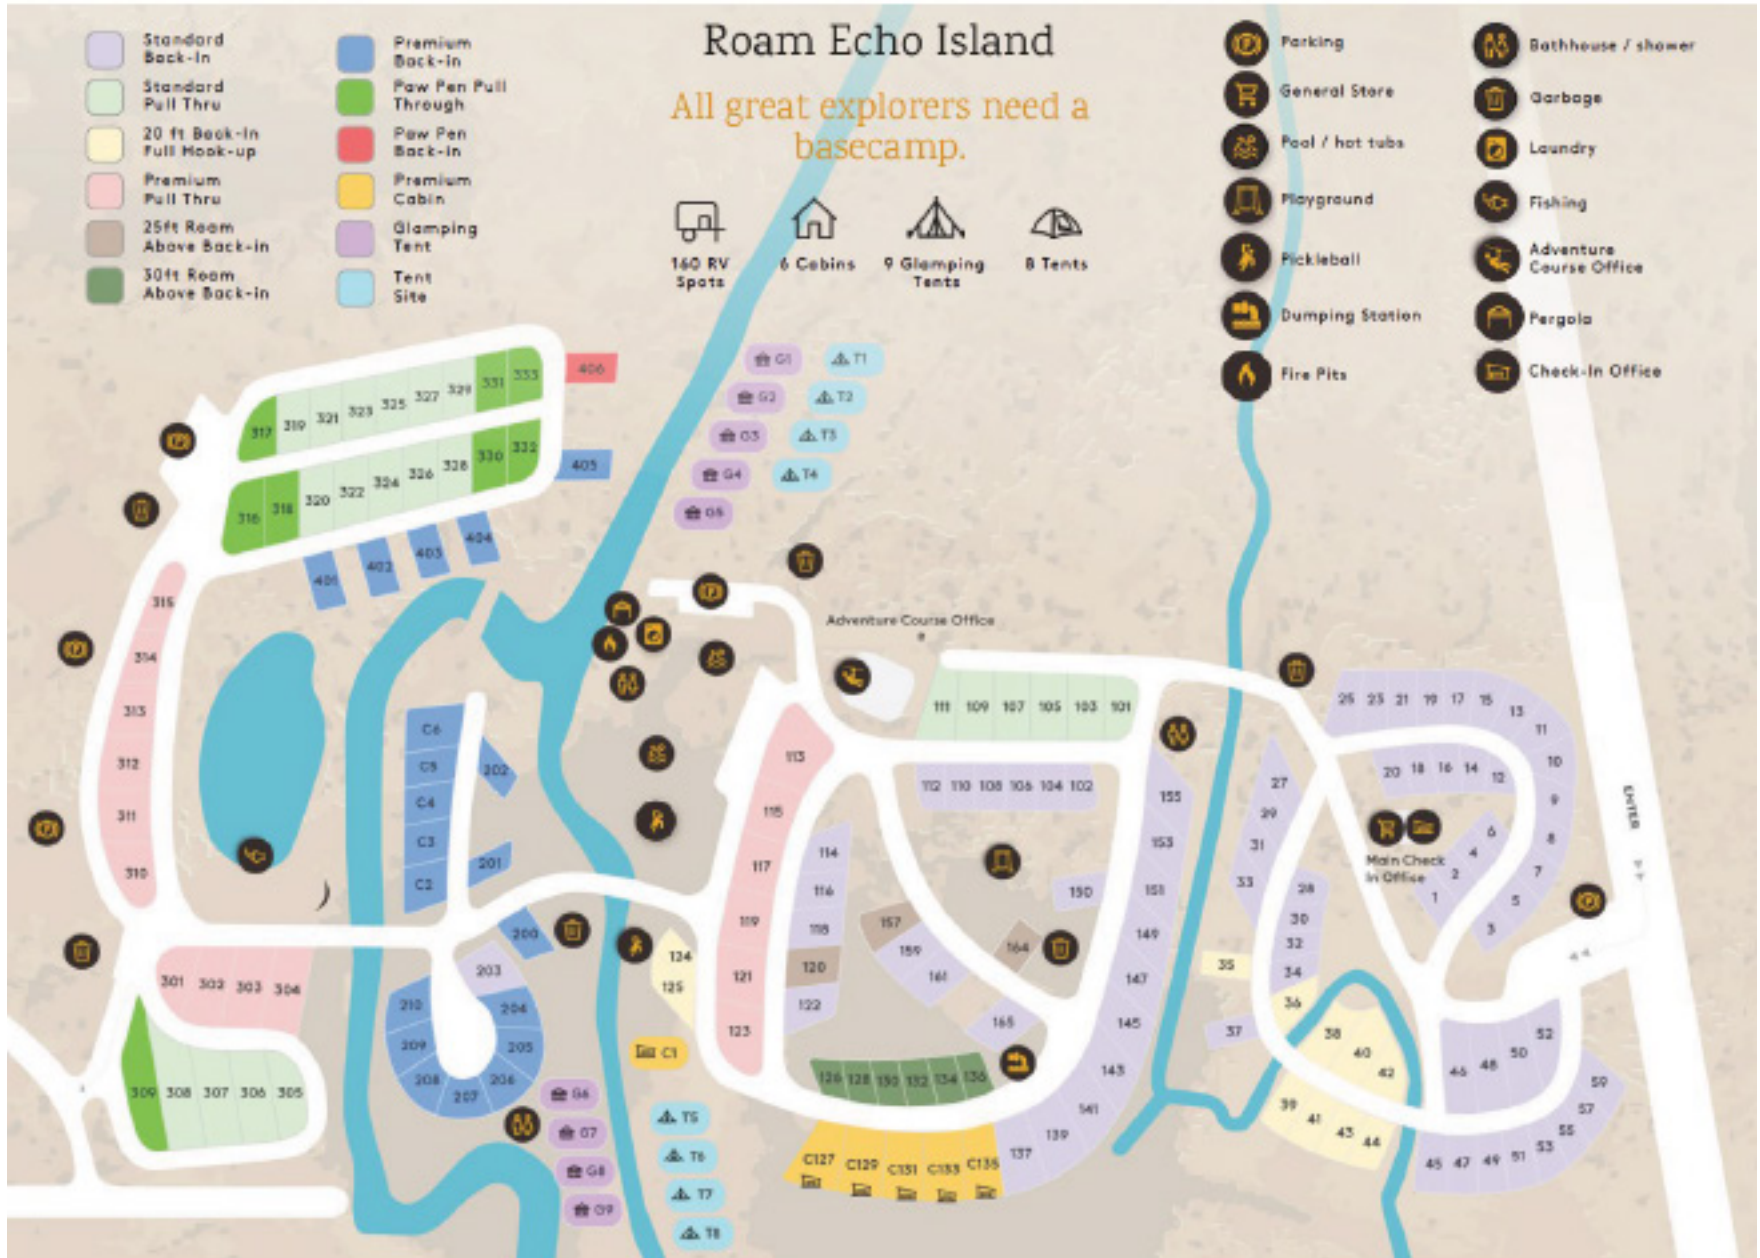 Roam Echo Island
All great explorers need a
basecamp.
160 RV
Spots
6 Cabins
9 Glamping
Tents
8 Tents
Standard
Back-In
Standard
Pull Thru
20 ft Back-In
Full Hook-up
Premium
Pull Thru
25ft Roam
Above Back-in
30ft Roam
Above Back-in
Premium
Back-in
Paw Pen Pull
Through
Paw Pen
Back-in
Premium
Cabin
Glamping
Tent
Tent
Site
Parking
General Store
Pool / hot tubs
Playground
Pickleball
Dumping Station
Fire Pits
Bathhouse / shower
Garbage
Laundry
Fishing
Adventure
Course Office
Pergola
Check-In Office
317 319 321 323 325 327 329 331 333
406
316 318 320 322 324 326 328 330 332
405
401 402 403 404
G1 T1
G2 T2
G3 T3
G4 T4
G5
315
314
313
312
311
310
Adventure Course Office
111 109 107 105 103 101
112 110 108 106 104 102
113
115
117
119
121
123
114
116
118
120
122
C6
C5
C4
C3
C2
202
201
200
203
204
205
206
207
208
209
210
301 302 303 304
309 308 307 306 305
124
125
C1
G6
G7
G8
G9
T5
T6
T7
T8
157
159
161
164
165
150
126 128 130 132 134 136
C127 C129 C131 C133 C135
137
139
141
143
145
147
149
151
153
155
25 23 21 19 17 15 13 11
10
9
8
7
5
3
20 18 16 14 12
6
4
2
1
Main Check
In Office
ENTER
27
29
31
33
28
30
32
34
35
36
37
38
40
42
39
41
43
44
46 48 50 52
45 47 49 51 53
55
57
59